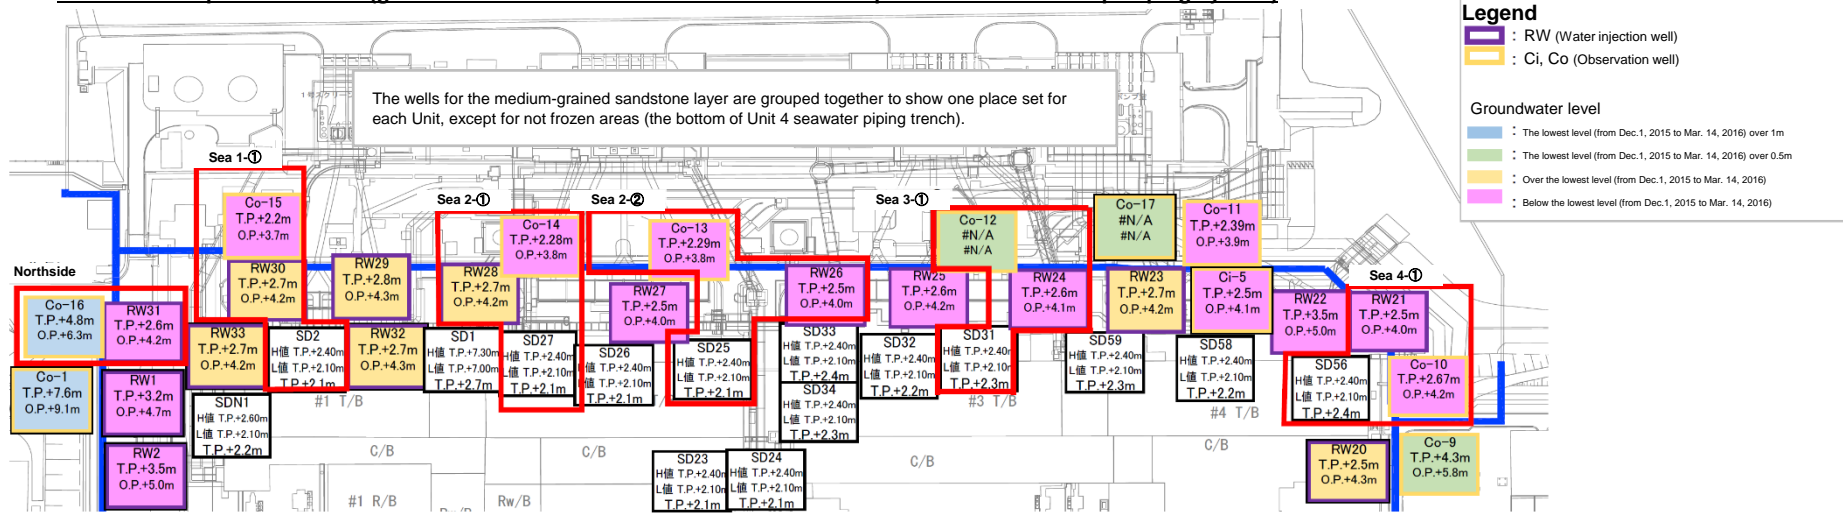 Legend
: RW (Water injection well)
: Ci, Co (Observation well)
Groundwater level
: The lowest level (from Dec.1, 2015 to Mar. 14, 2016) over 1m
: The lowest level (from Dec.1, 2015 to Mar. 14, 2016) over 0.5m
: Over the lowest level (from Dec.1, 2015 to Mar. 14, 2016)
: Below the lowest level (from Dec.1, 2015 to Mar. 14, 2016)
The wells for the medium-grained sandstone layer are grouped together to show one place set for
each Unit, except for not frozen areas (the bottom of Unit 4 seawater piping trench).
Sea 1-①
Sea 2-①
Sea 2-②
Sea 3-①
Sea 4-①
Northside
Co-15
T.P.+2.2m
O.P.+3.7m
Co-14
T.P.+2.28m
O.P.+3.8m
Co-13
T.P.+2.29m
O.P.+3.8m
Co-12
#N/A
#N/A
Co-17
#N/A
#N/A
Co-11
T.P.+2.39m
O.P.+3.9m
Co-16
T.P.+4.8m
O.P.+6.3m
RW31
T.P.+2.6m
O.P.+4.2m
RW30
T.P.+2.7m
O.P.+4.2m
RW29
T.P.+2.8m
O.P.+4.3m
RW28
T.P.+2.7m
O.P.+4.2m
RW27
T.P.+2.5m
O.P.+4.0m
RW26
T.P.+2.5m
O.P.+4.0m
RW25
T.P.+2.6m
O.P.+4.2m
RW24
T.P.+2.6m
O.P.+4.1m
RW23
T.P.+2.7m
O.P.+4.2m
Ci-5
T.P.+2.5m
O.P.+4.1m
RW22
T.P.+3.5m
O.P.+5.0m
RW21
T.P.+2.5m
O.P.+4.0m
RW33
T.P.+2.7m
O.P.+4.2m
SD2
H値 T.P.+2.40m
L値 T.P.+2.10m
T.P.+2.1m
RW32
T.P.+2.7m
O.P.+4.3m
SD1
H値 T.P.+7.30m
L値 T.P.+7.00m
T.P.+2.7m
SD27
H値 T.P.+2.40m
L値 T.P.+2.10m
T.P.+2.1m
SD26
H値 T.P.+2.40m
L値 T.P.+2.10m
T.P.+2.1m
SD25
H値 T.P.+2.40m
L値 T.P.+2.10m
T.P.+2.1m
SD33
H値 T.P.+2.40m
L値 T.P.+2.10m
T.P.+2.4m
SD32
H値 T.P.+2.40m
L値 T.P.+2.10m
T.P.+2.2m
SD31
H値 T.P.+2.40m
L値 T.P.+2.10m
T.P.+2.3m
SD59
H値 T.P.+2.40m
L値 T.P.+2.10m
T.P.+2.3m
SD58
H値 T.P.+2.40m
L値 T.P.+2.10m
T.P.+2.2m
SD56
H値 T.P.+2.40m
L値 T.P.+2.10m
T.P.+2.4m
Co-10
T.P.+2.67m
O.P.+4.2m
Co-1
T.P.+7.6m
O.P.+9.1m
RW1
T.P.+3.2m
O.P.+4.7m
SDN1
H値 T.P.+2.60m
L値 T.P.+2.10m
T.P.+2.2m
SD34
H値 T.P.+2.40m
L値 T.P.+2.10m
T.P.+2.3m
#1 T/B
#3 T/B
#4 T/B
RW2
T.P.+3.5m
O.P.+5.0m
C/B
C/B
C/B
C/B
SD23
H値 T.P.+2.40m
L値 T.P.+2.10m
T.P.+2.1m
SD24
H値 T.P.+2.40m
L値 T.P.+2.10m
T.P.+2.1m
RW20
T.P.+2.5m
O.P.+4.3m
Co-9
T.P.+4.3m
O.P.+5.8m
#1 R/B
Rw/B